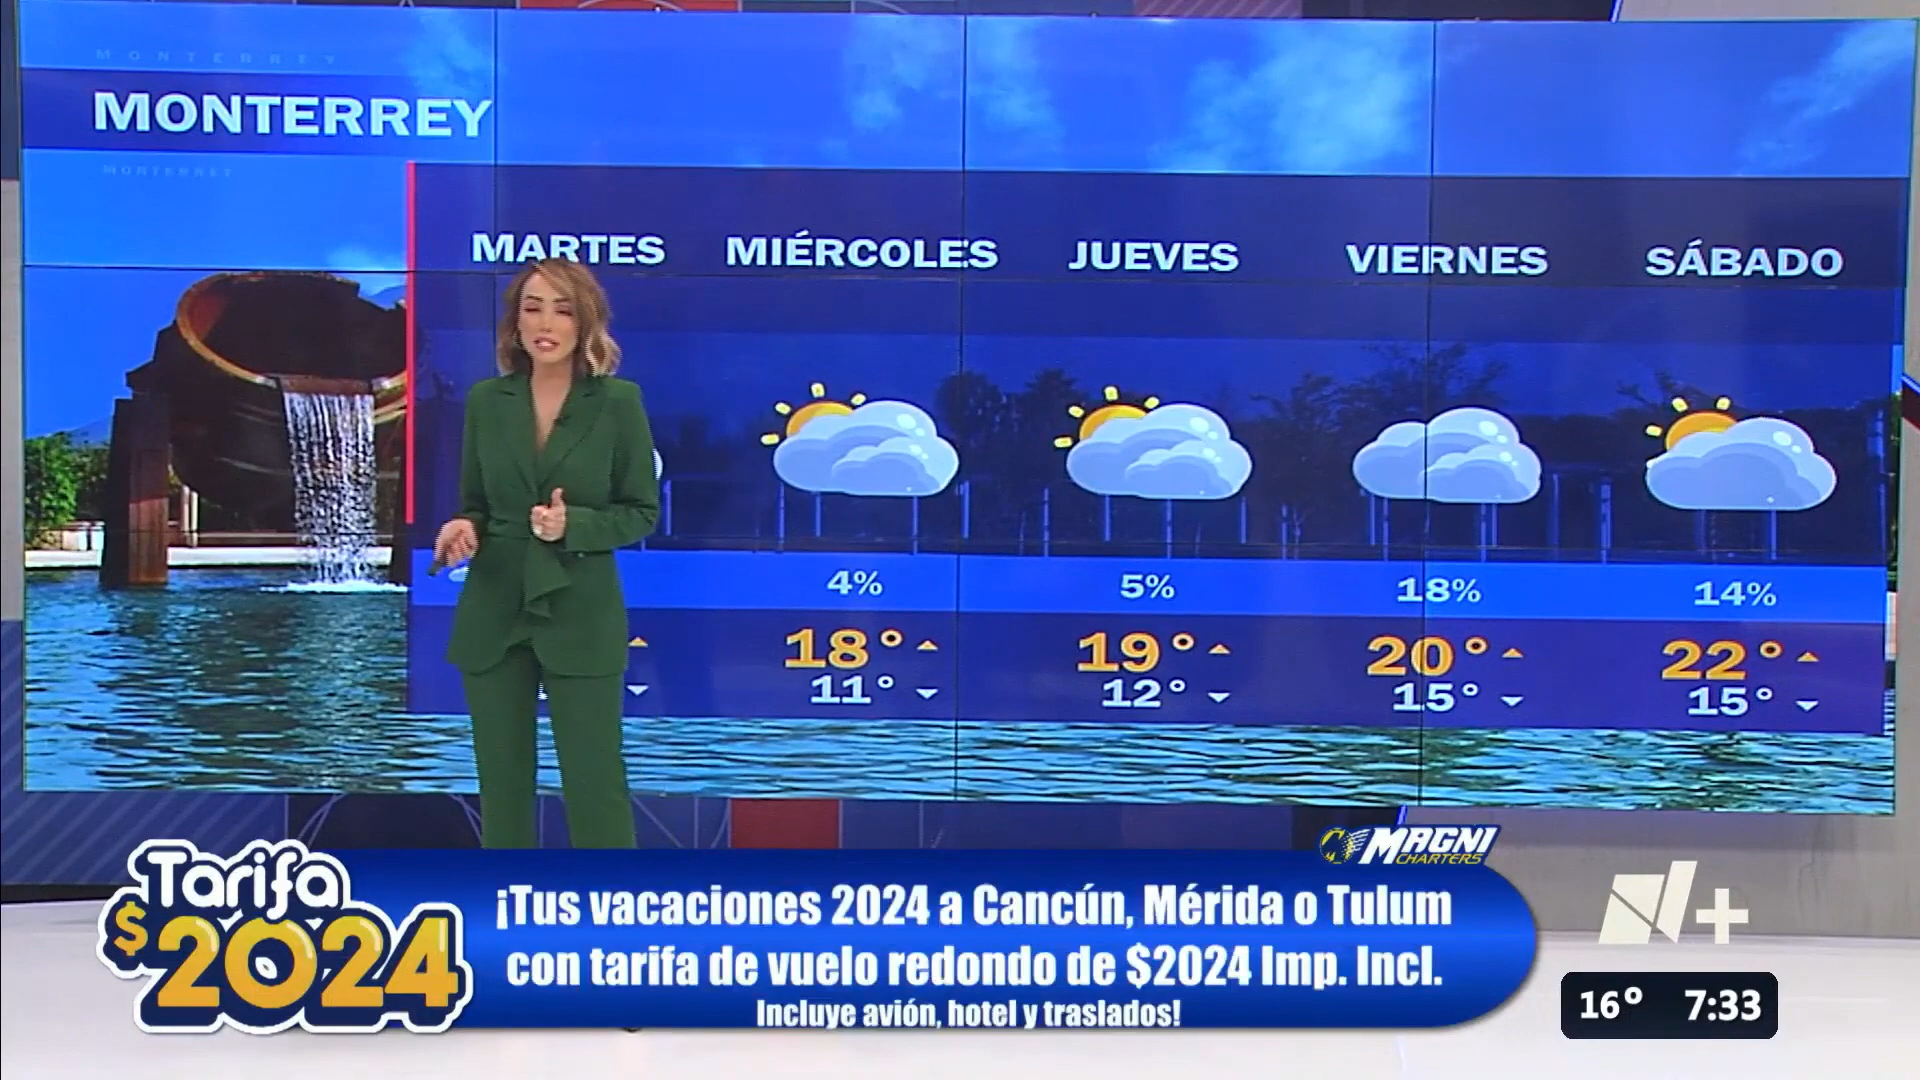 MONTERREY
MONTERREY
MONTERREY
MARTES MIÉRCOLES JUEVES VIERNES SÁBADO
4% 5% 18% 14%
18° 19° 20° 22°
11° 12° 15° 15°
MAGNI
CHARTERS
Tarifa
$2024
¡Tus vacaciones 2024 a Cancún, Mérida o Tulum
con tarifa de vuelo redondo de $2024 Imp. Incl.
Incluye avión, hotel y traslados!
N+
16° 7:33